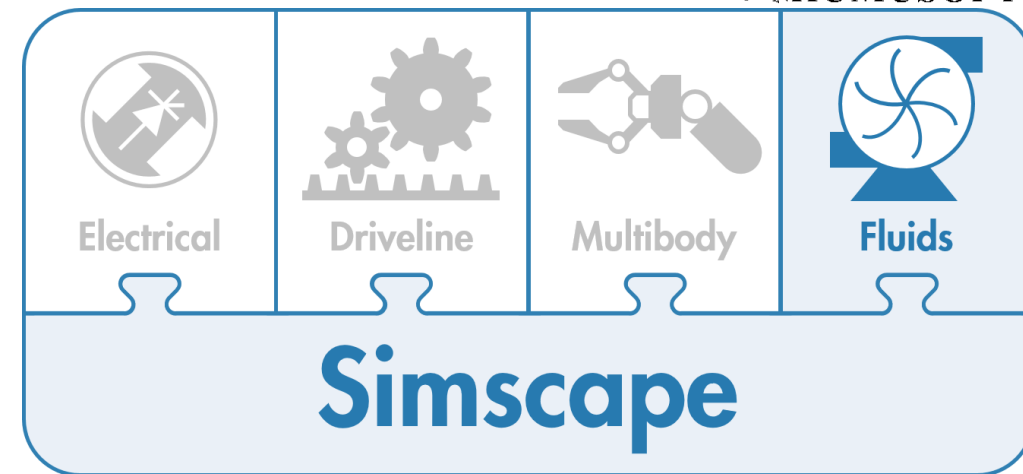 Electrical
Driveline
Multibody
Fluids
Simscape